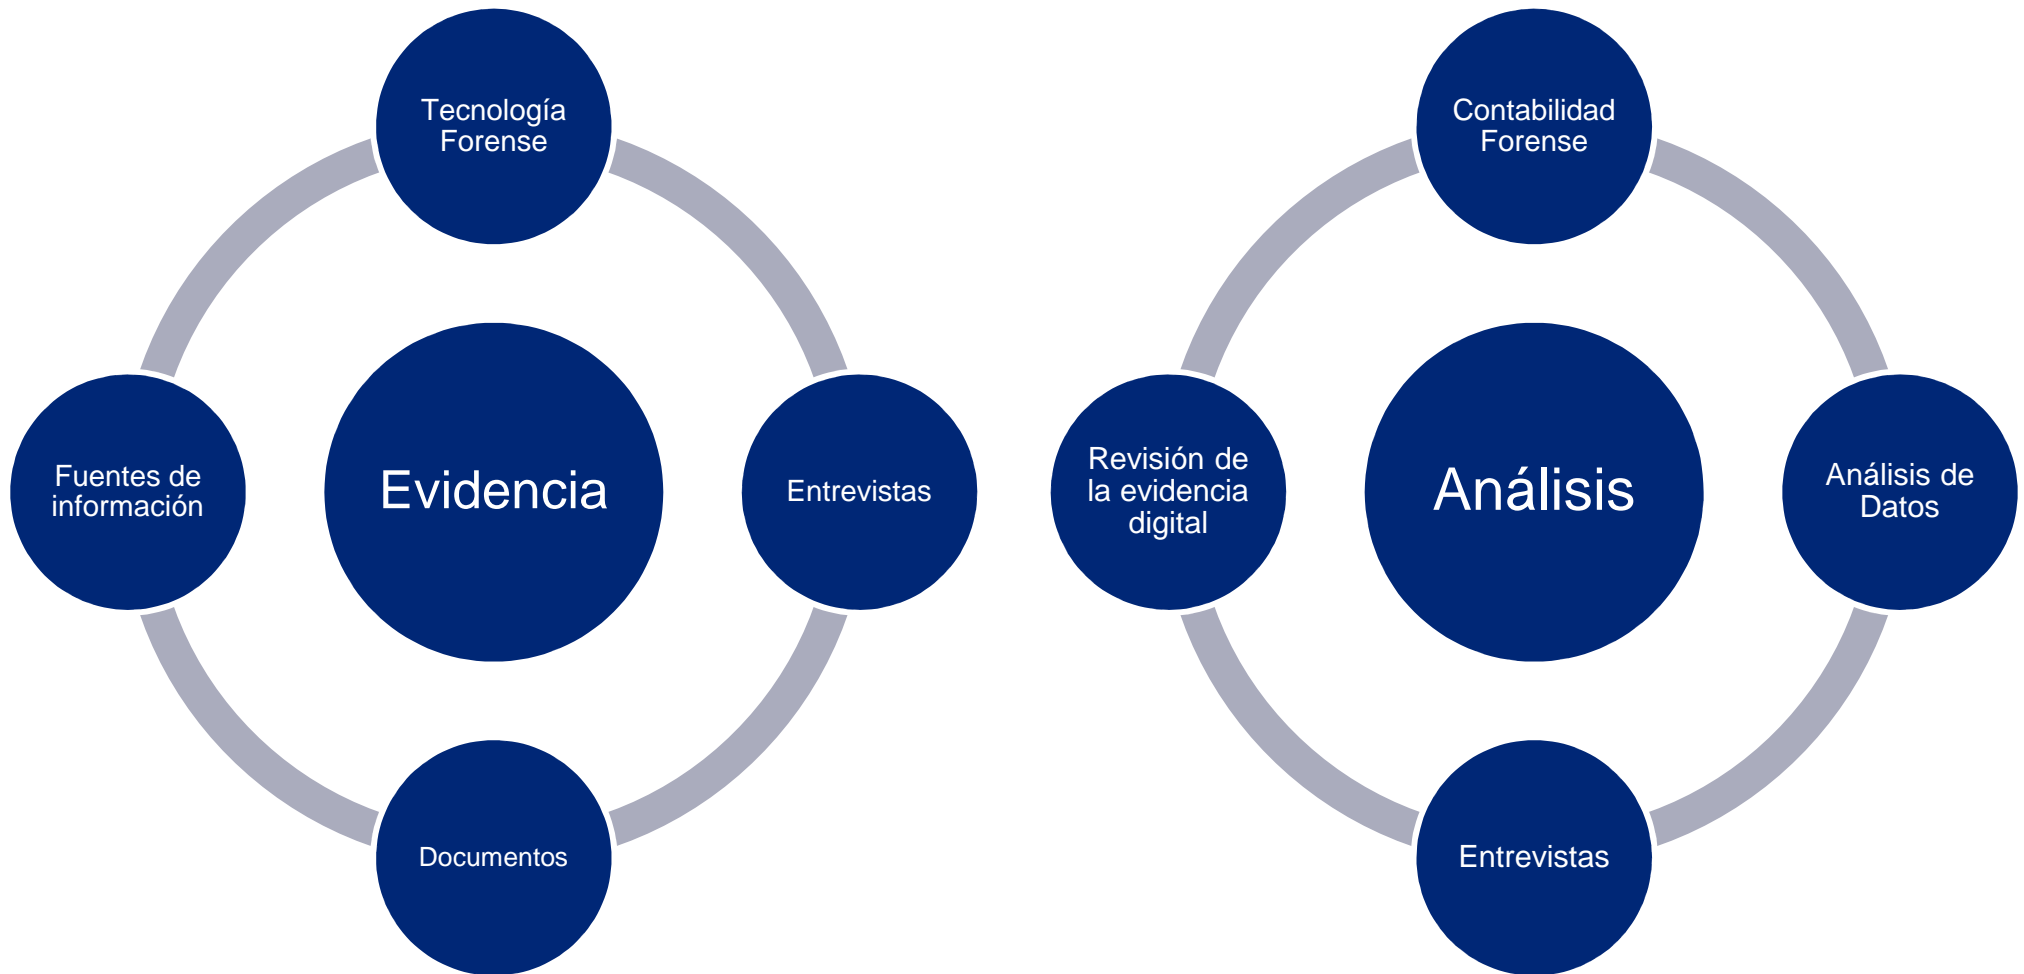 Tecnología
Forense
Fuentes de
información
Evidencia
Entrevistas
Documentos
Contabilidad
Forense
Revisión de
la evidencia
digital
Análisis
Análisis de
Datos
Entrevistas